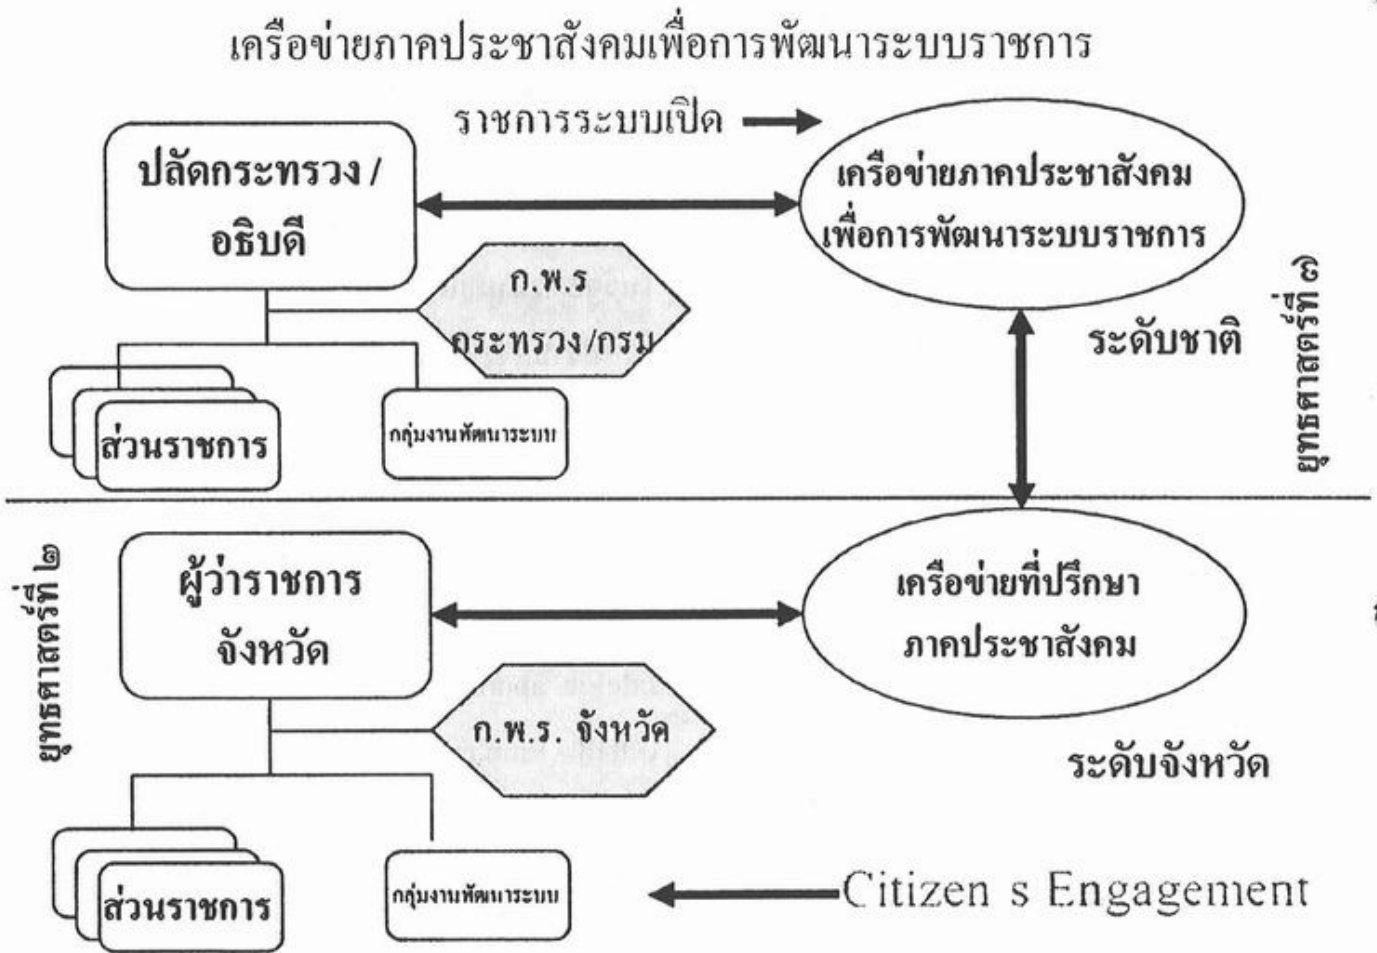 เครือข่ายภาคประชาสังคมเพื่อการพัฒนาระบบราชการ
ราชการระบบเปิด
ปลัดกระทรวง /
อธิบดี
เครือข่ายภาคประชาสังคม
เพื่อการพัฒนาระบบราชการ
ก.พ.ร
กระทรวง/กรม
ระดับชาติ
ยุทธศาสตร์ที่ ๓
ส่วนราชการ
กลุ่มงานพัฒนาระบบ
ยุทธศาสตร์ที่ ๒
ผู้ว่าราชการ
จังหวัด
เครือข่ายที่ปรึกษา
ภาคประชาสังคม
ก.พ.ร. จังหวัด
ระดับจังหวัด
ส่วนราชการ
กลุ่มงานพัฒนาระบบ
Citizen s Engagement